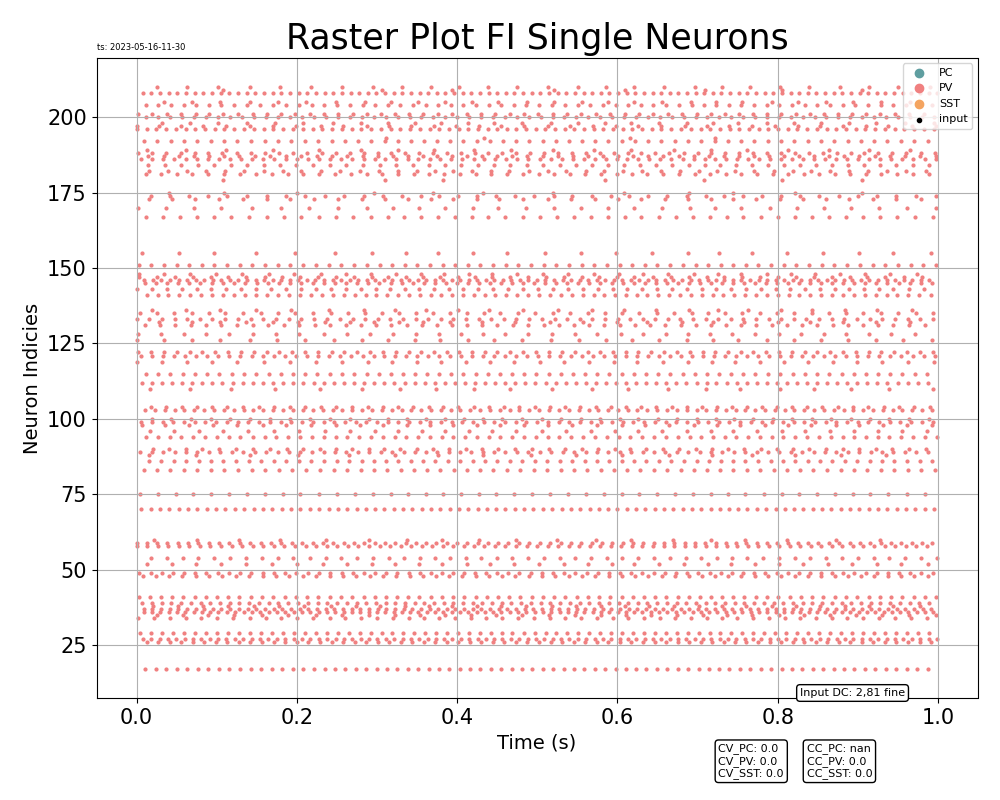 Raster Plot FI Single Neurons
ts: 2023-05-16-11-30
PC
PV
SST
input
200
175
150
125
100
75
50
25
Neuron Indicies
Input DC: 2,81 fine
0.0 0.2 0.4 0.6 0.8 1.0
Time (s)
CV_PC: 0.0
CV_PV: 0.0
CV_SST: 0.0
CC_PC: nan
CC_PV: 0.0
CC_SST: 0.0